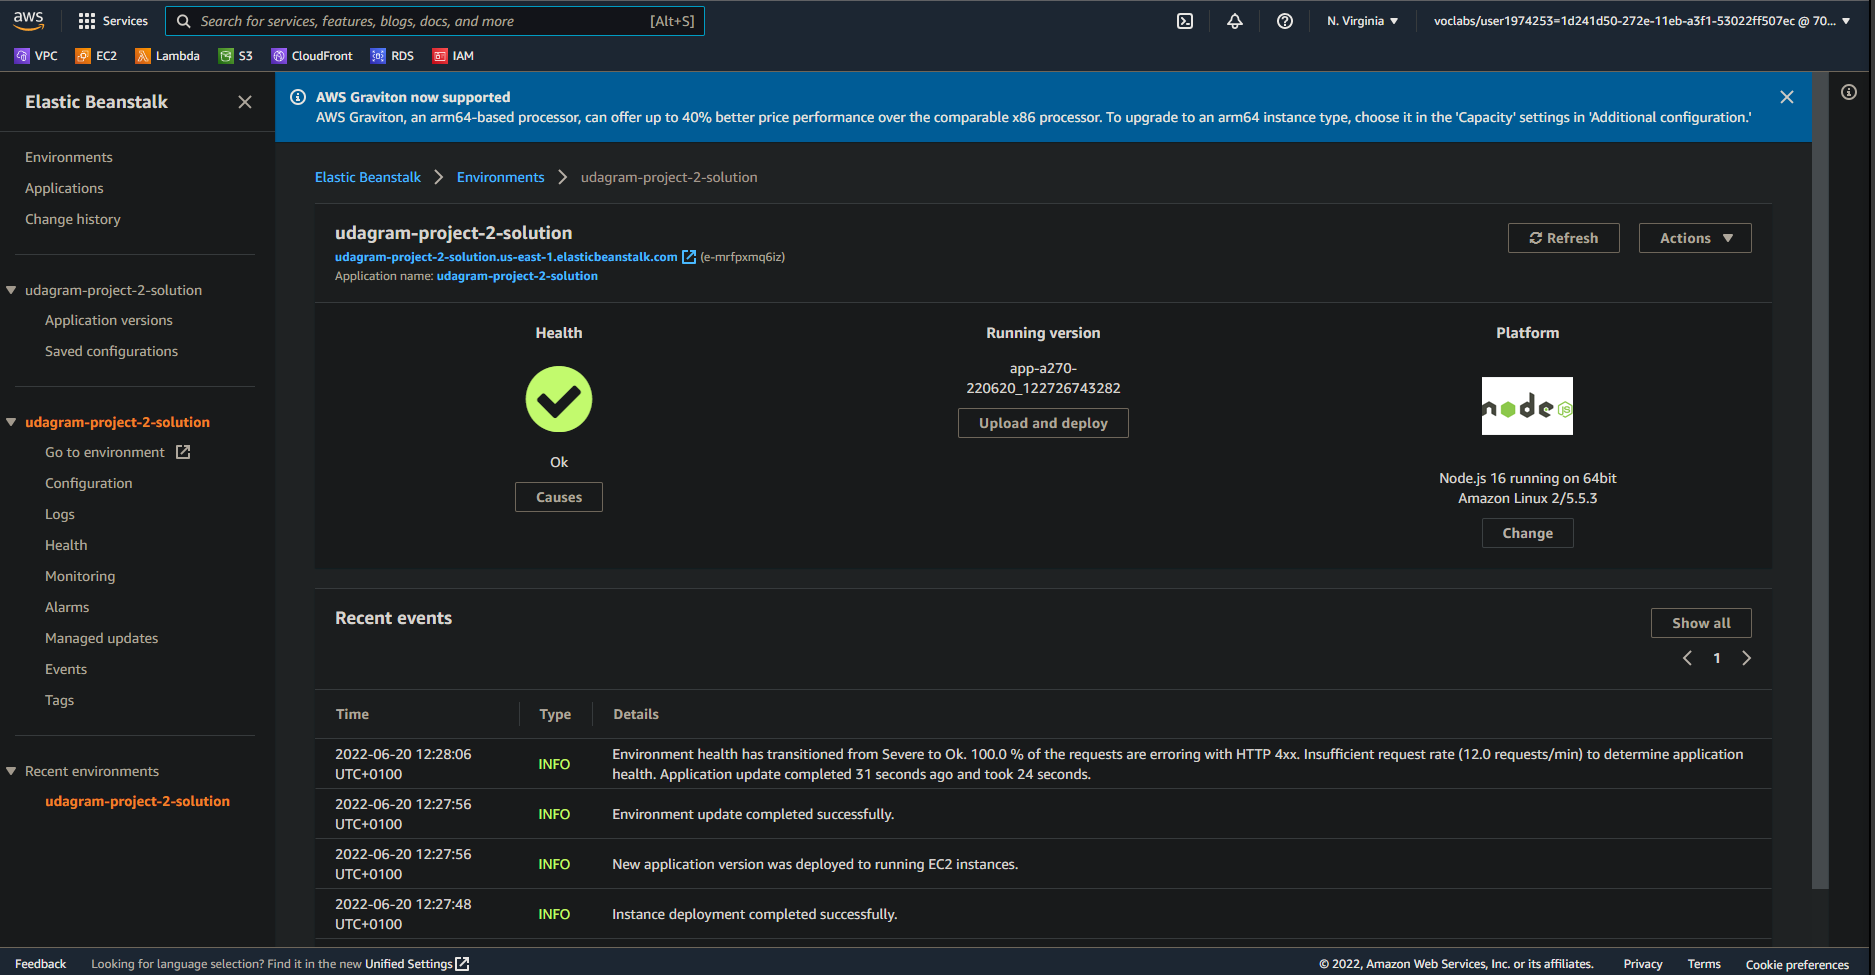 aws
Services
Search for services, features, blogs, docs, and more
[Alt+S]
N. Virginia ▼
voclabs/user1974253=1d241d50-272e-11eb-a3f1-53022ff507ec @ 70... ▼
VPC
EC2
Lambda
S3
CloudFront
RDS
IAM
Elastic Beanstalk
Environments
Applications
Change history
udagram-project-2-solution
Application versions
Saved configurations
udagram-project-2-solution
Go to environment
Configuration
Logs
Health
Monitoring
Alarms
Managed updates
Events
Tags
Recent environments
udagram-project-2-solution
AWS Graviton now supported
AWS Graviton, an arm64-based processor, can offer up to 40% better price performance over the comparable x86 processor. To upgrade to an arm64 instance type, choose it in the 'Capacity' settings in 'Additional configuration.'
Elastic Beanstalk > Environments > udagram-project-2-solution
udagram-project-2-solution
udagram-project-2-solution.us-east-1.elasticbeanstalk.com (e-mrfpxmq6iz)
Application name: udagram-project-2-solution
Refresh
Actions ▼
Health
Ok
Causes
Running version
app-a270-
220620_122726743282
Upload and deploy
Platform
node JS
Node.js 16 running on 64bit
Amazon Linux 2/5.5.3
Change
Recent events
Show all
< 1 >
Time Type Details
2022-06-20 12:28:06
UTC+0100
INFO
Environment health has transitioned from Severe to Ok. 100.0 % of the requests are erroring with HTTP 4xx. Insufficient request rate (12.0 requests/min) to determine application
health. Application update completed 31 seconds ago and took 24 seconds.
2022-06-20 12:27:56
UTC+0100
INFO
Environment update completed successfully.
2022-06-20 12:27:56
UTC+0100
INFO
New application version was deployed to running EC2 instances.
2022-06-20 12:27:48
UTC+0100
INFO
Instance deployment completed successfully.
Feedback
Looking for language selection? Find it in the new Unified Settings
© 2022, Amazon Web Services, Inc. or its affiliates.
Privacy
Terms
Cookie preferences